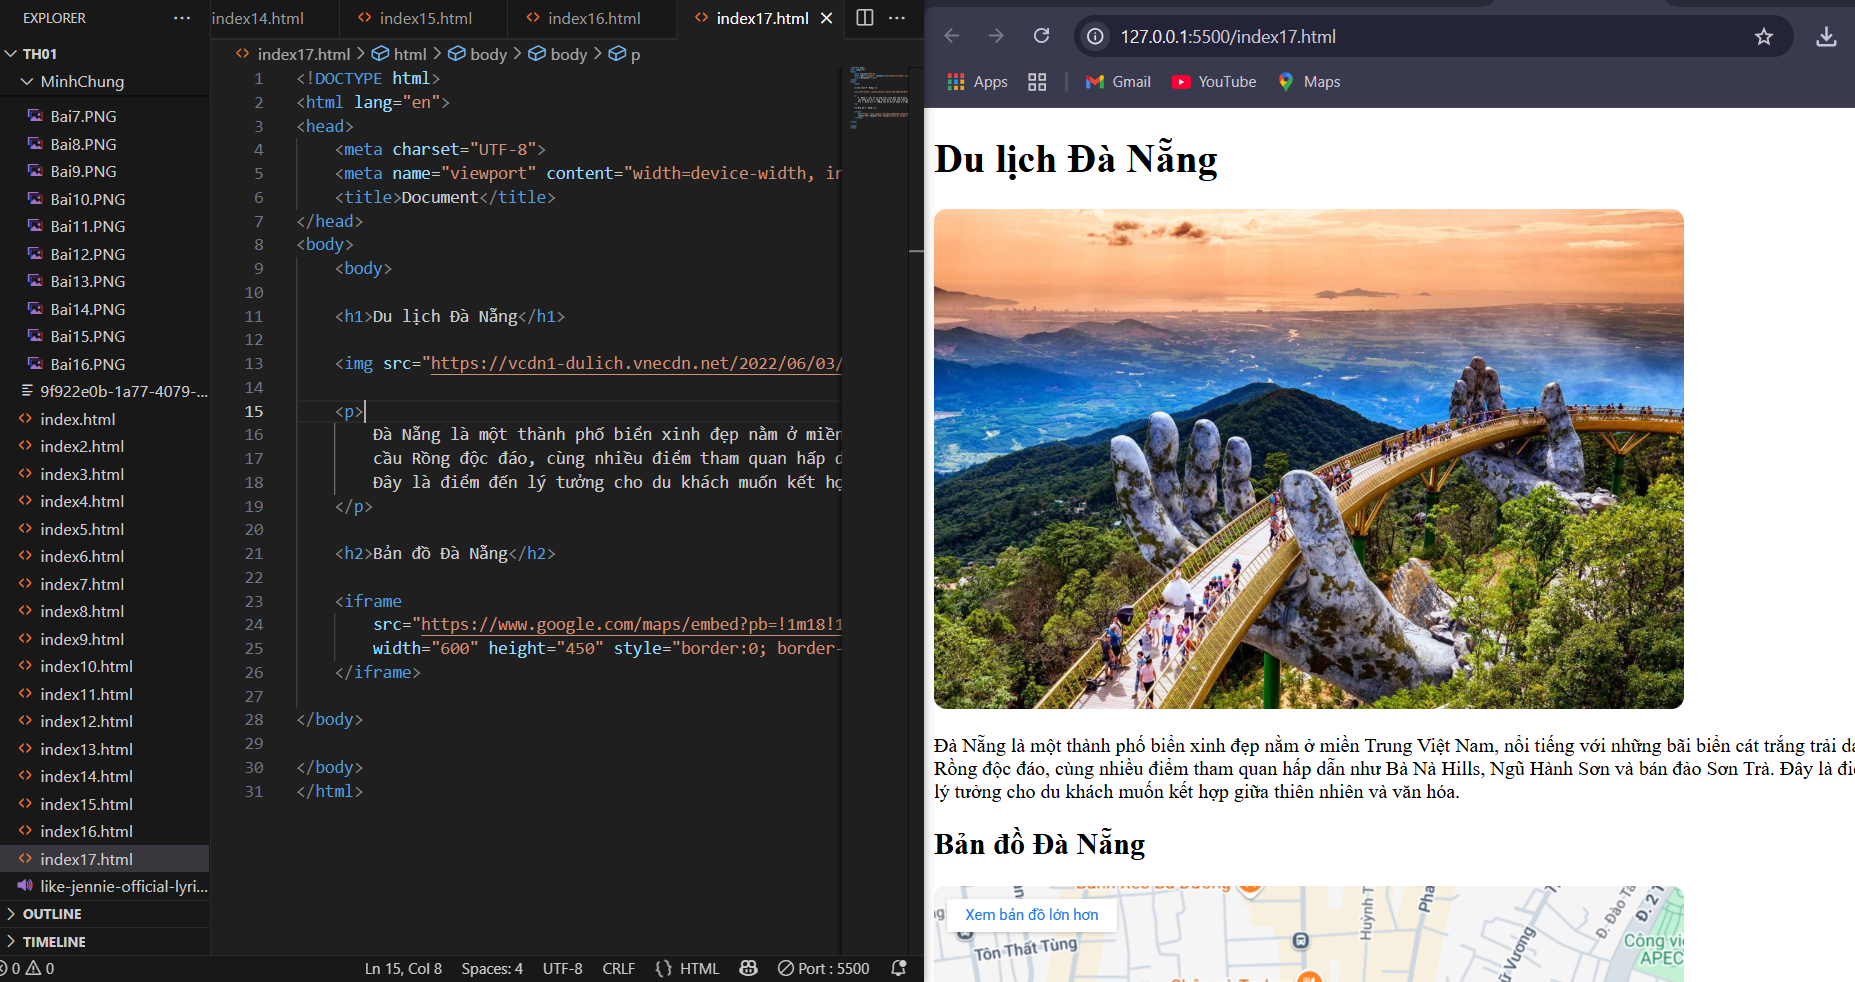 EXPLORER
TH01
MinhChung
Bai7.PNG
Bai8.PNG
Bai9.PNG
Bai10.PNG
Bai11.PNG
Bai12.PNG
Bai13.PNG
Bai14.PNG
Bai15.PNG
Bai16.PNG
9f922e0b-1a77-4079-...
index.html
index2.html
index3.html
index4.html
index5.html
index6.html
index7.html
index8.html
index9.html
index10.html
index11.html
index12.html
index13.html
index14.html
index15.html
index16.html
index17.html
like-jennie-official-lyri...
OUTLINE
TIMELINE
index14.html index15.html index16.html index17.html
index17.html > html > body > body > p
1 <!DOCTYPE html>
2 <html lang="en">
3 <head>
4 <meta charset="UTF-8">
5 <meta name="viewport" content="width=device-width, in
6 <title>Document</title>
7 </head>
8 <body>
9 <body>
10
11 <h1>Du lịch Đà Nẵng</h1>
12
13 <img src="https://vcdn1-dulich.vnecdn.net/2022/06/03/
14
15 <p>
16 Đà Nẵng là một thành phố biển xinh đẹp nằm ở miền
17 cầu Rồng độc đáo, cùng nhiều điểm tham quan hấp d
18 Đây là điểm đến lý tưởng cho du khách muốn kết hợ
19 </p>
20
21 <h2>Bản đồ Đà Nẵng</h2>
22
23 <iframe
24 src="https://www.google.com/maps/embed?pb=!1m18!1
25 width="600" height="450" style="border:0; border-
26 </iframe>
27
28 </body>
29
30 </body>
31 </html>
0 0 Ln 15, Col 8 Spaces: 4 UTF-8 CRLF {} HTML Port : 5500
127.0.0.1:5500/index17.html
Apps Gmail YouTube Maps
Du lịch Đà Nẵng
Đà Nẵng là một thành phố biển xinh đẹp nằm ở miền Trung Việt Nam, nổi tiếng với những bãi biển cát trắng trải dà
Rồng độc đáo, cùng nhiều điểm tham quan hấp dẫn như Bà Nà Hills, Ngũ Hành Sơn và bán đảo Sơn Trà. Đây là điể
lý tưởng cho du khách muốn kết hợp giữa thiên nhiên và văn hóa.
Bản đồ Đà Nẵng
Xem bản đồ lớn hơn
Tôn Thất Tùng
Huỳnh T
Pha
Đ. Đào Tấ
Đ. 2
Công vi
APEC